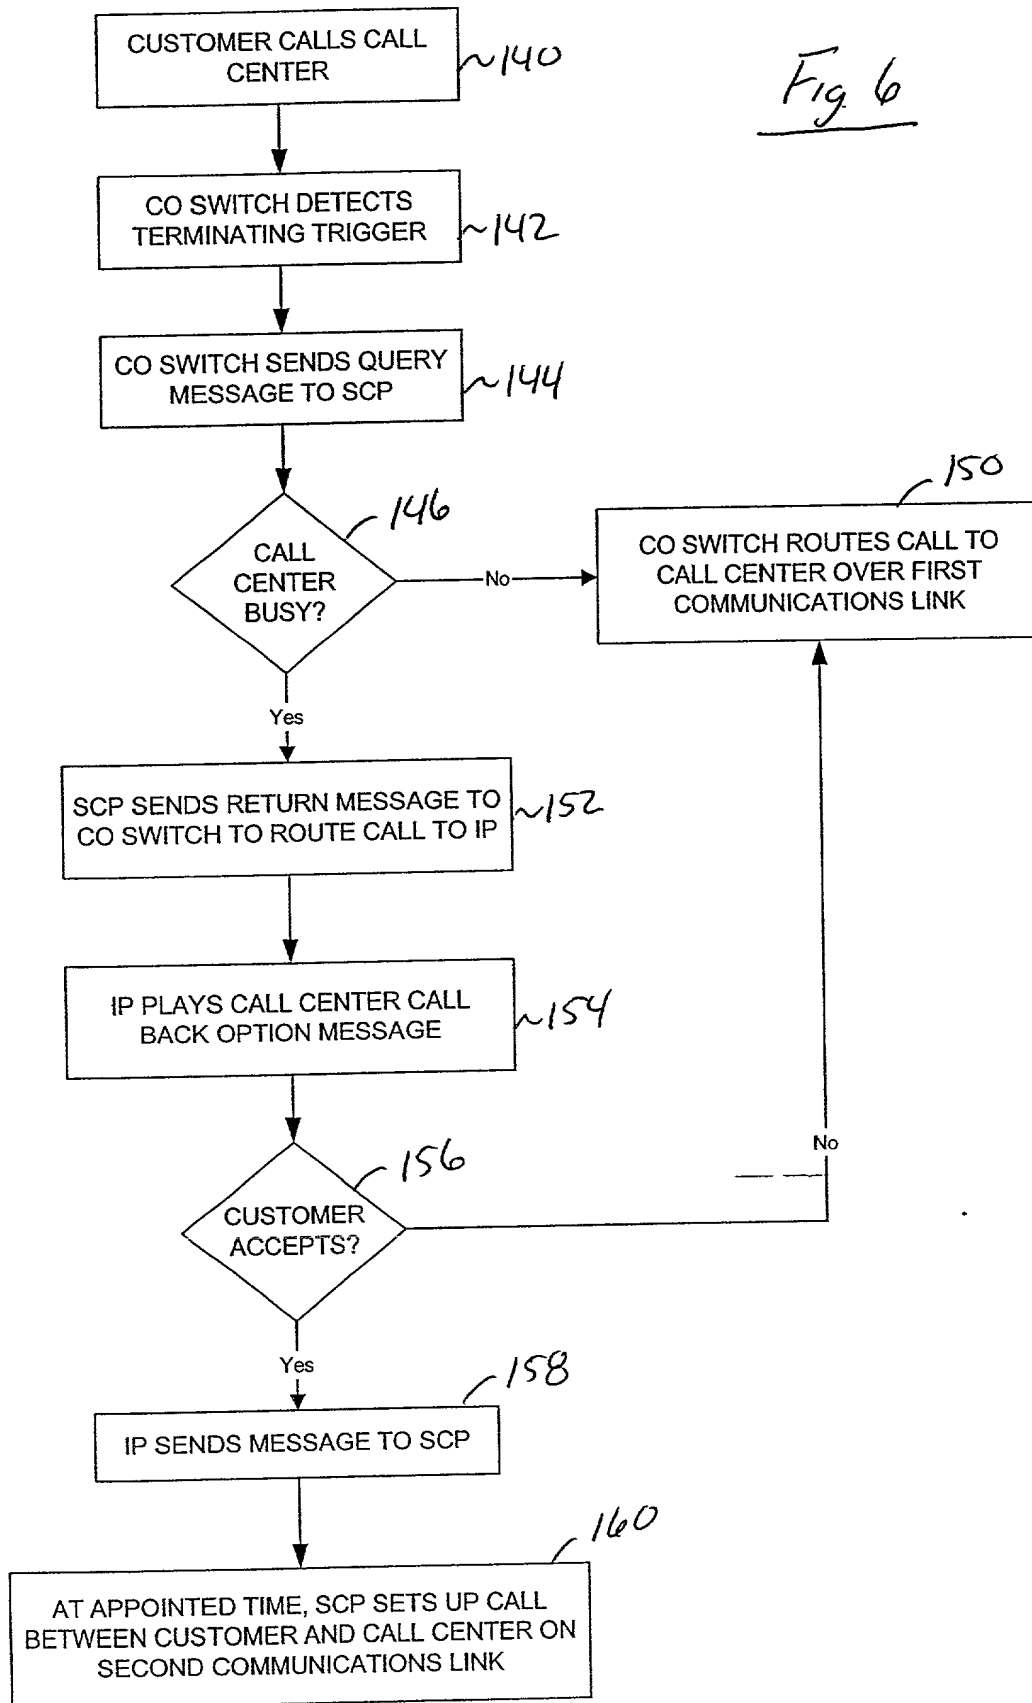 Fig 6
CUSTOMER CALLS CALL
CENTER
~140
CO SWITCH DETECTS
TERMINATING TRIGGER
~142
CO SWITCH SENDS QUERY
MESSAGE TO SCP
~144
CALL
CENTER
BUSY?
146
No
150
CO SWITCH ROUTES CALL TO
CALL CENTER OVER FIRST
COMMUNICATIONS LINK
Yes
SCP SENDS RETURN MESSAGE TO
CO SWITCH TO ROUTE CALL TO IP
~152
IP PLAYS CALL CENTER CALL
BACK OPTION MESSAGE
~154
No
CUSTOMER
ACCEPTS?
156
Yes
158
IP SENDS MESSAGE TO SCP
160
AT APPOINTED TIME, SCP SETS UP CALL
BETWEEN CUSTOMER AND CALL CENTER ON
SECOND COMMUNICATIONS LINK